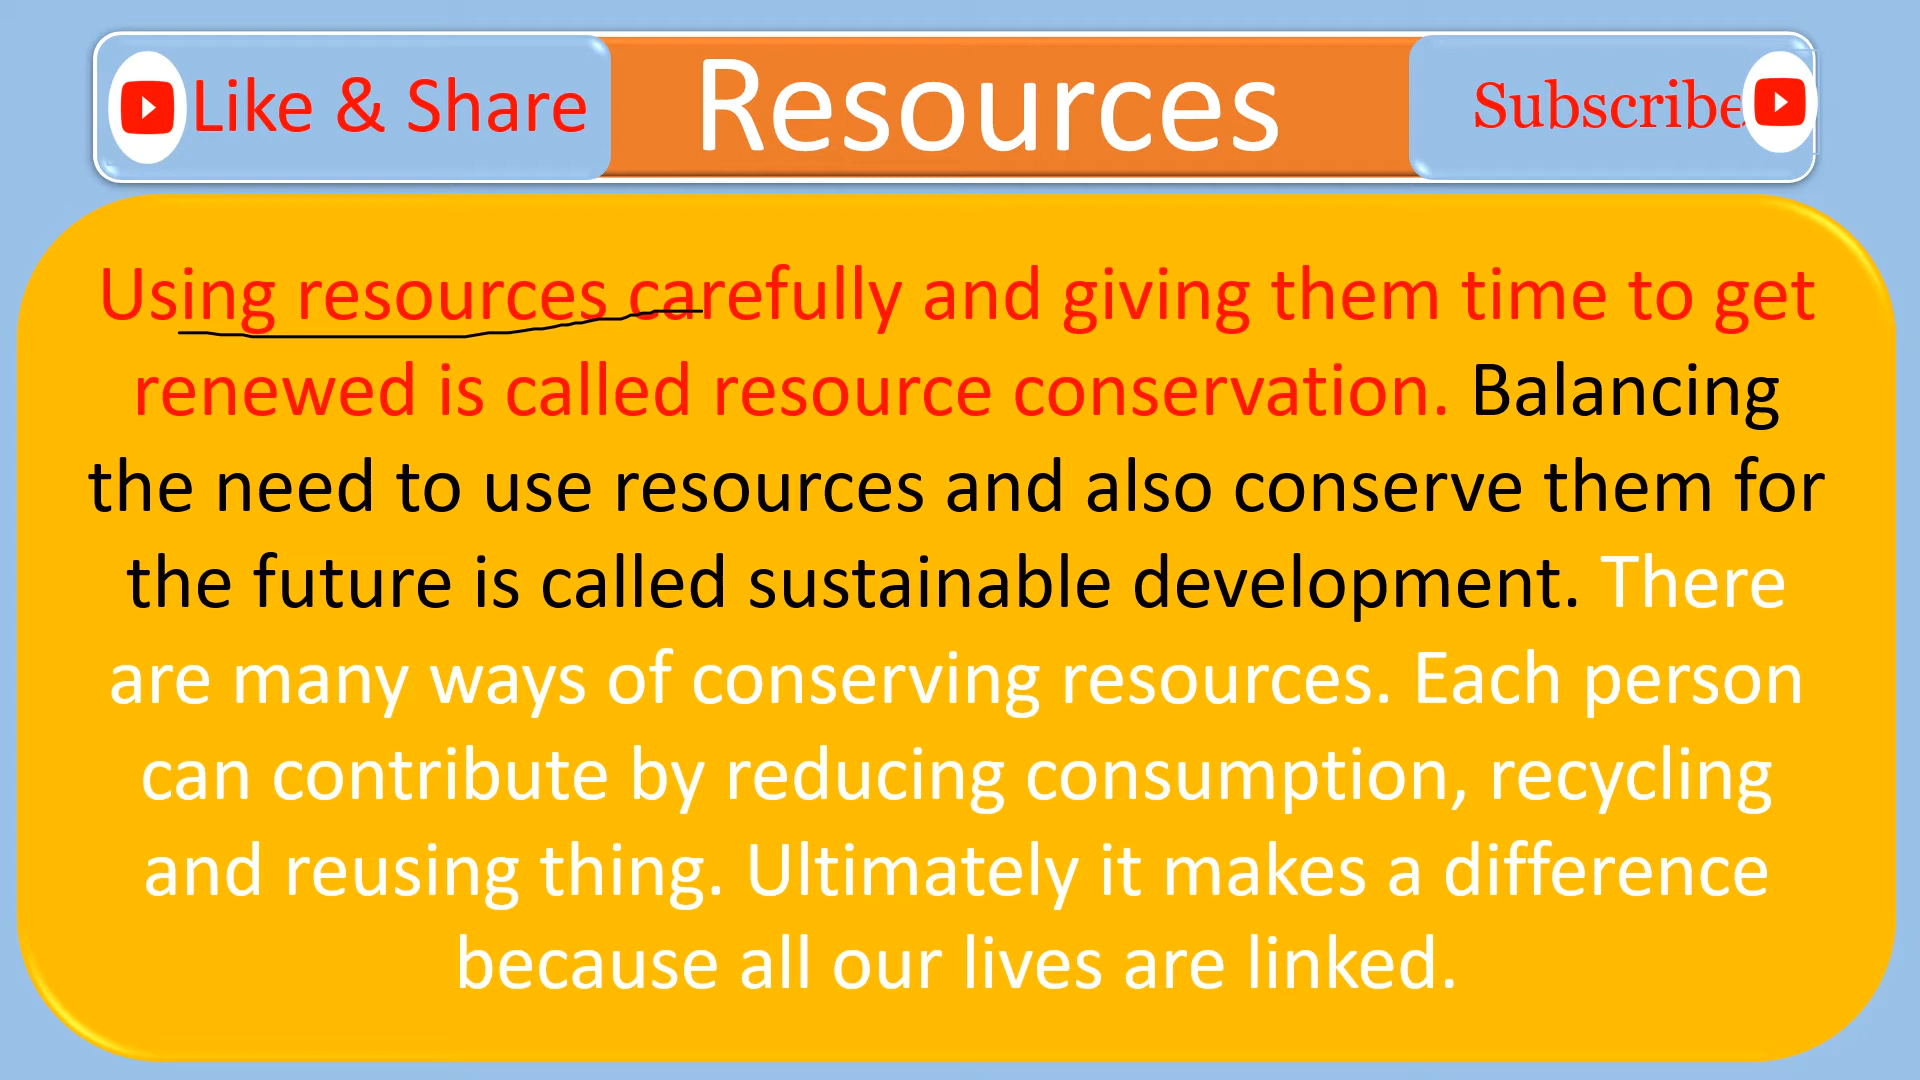 Like & Share
Resources
Subscribe
Using resources carefully and giving them time to get
renewed is called resource conservation. Balancing
the need to use resources and also conserve them for
the future is called sustainable development. There
are many ways of conserving resources. Each person
can contribute by reducing consumption, recycling
and reusing thing. Ultimately it makes a difference
because all our lives are linked.